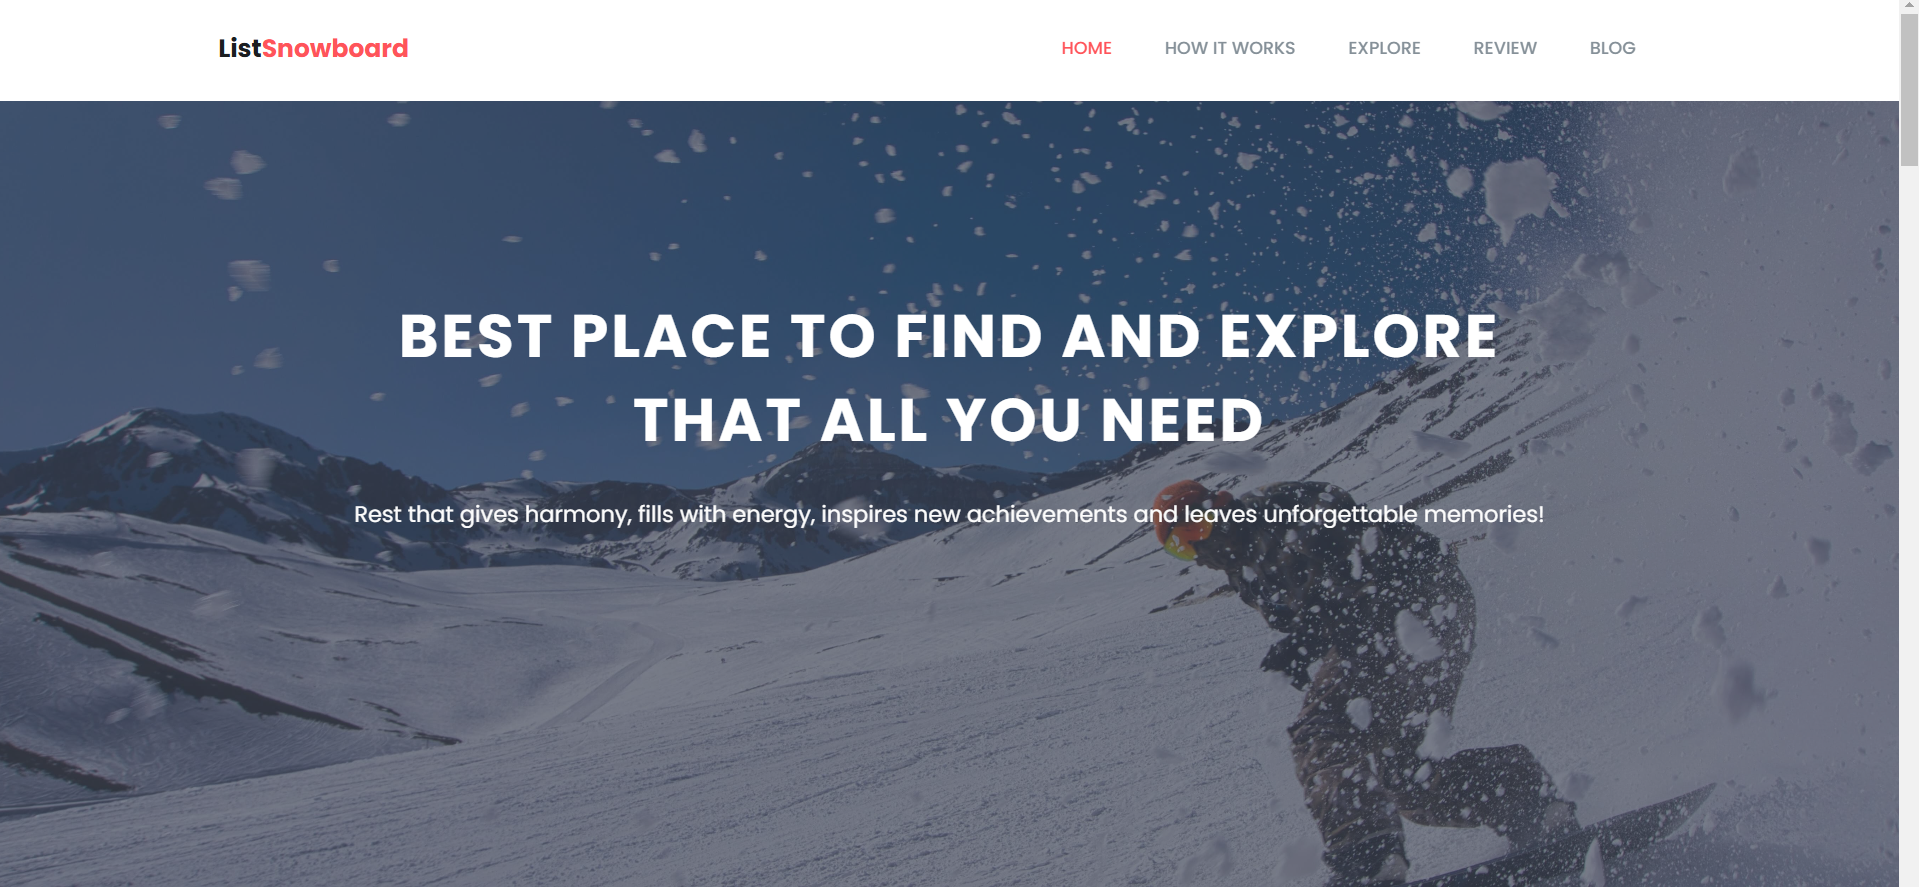 ListSnowboard
HOME HOW IT WORKS EXPLORE REVIEW BLOG
BEST PLACE TO FIND AND EXPLORE
THAT ALL YOU NEED
Rest that gives harmony, fills with energy, inspires new achievements and leaves unforgettable memories!